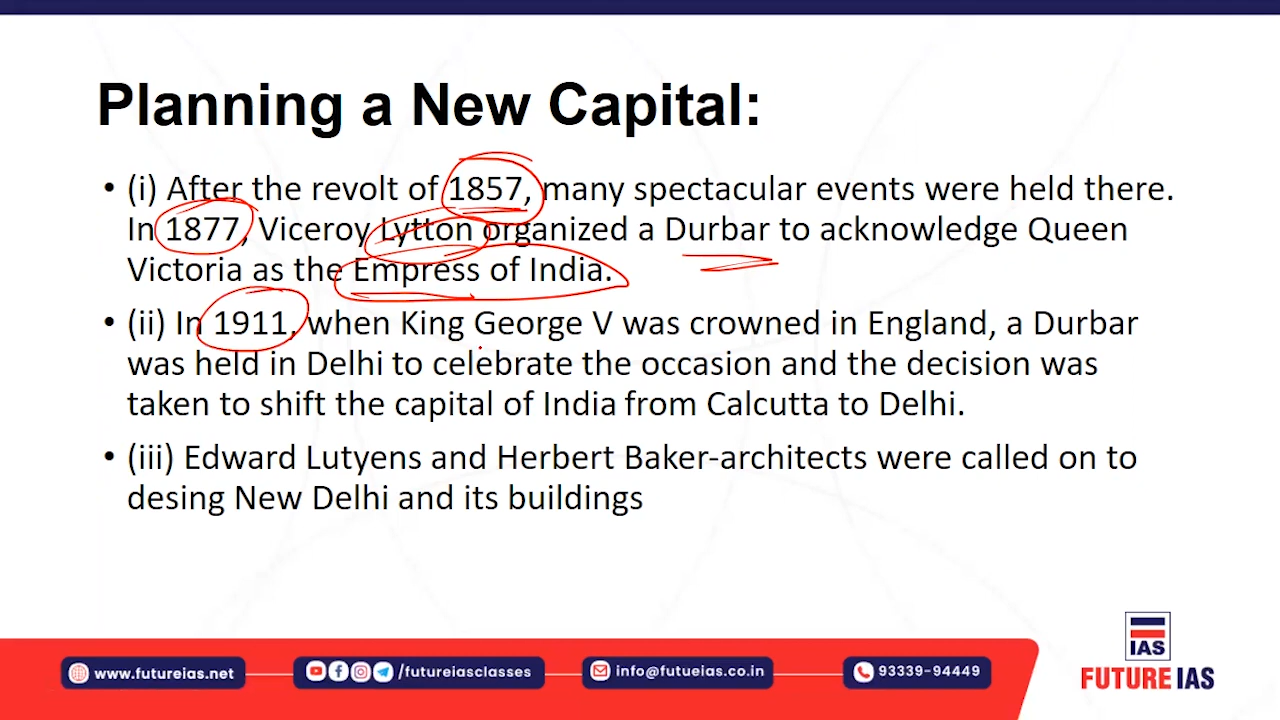 Planning a New Capital:
• (i) After the revolt of 1857, many spectacular events were held there.
In 1877, Viceroy Lytton organized a Durbar to acknowledge Queen
Victoria as the Empress of India.
• (ii) In 1911, when King George V was crowned in England, a Durbar
was held in Delhi to celebrate the occasion and the decision was
taken to shift the capital of India from Calcutta to Delhi.
• (iii) Edward Lutyens and Herbert Baker-architects were called on to
desing New Delhi and its buildings
IAS
FUTURE IAS
www.futureias.net
/futureiasclasses
info@futueias.co.in
93339-94449